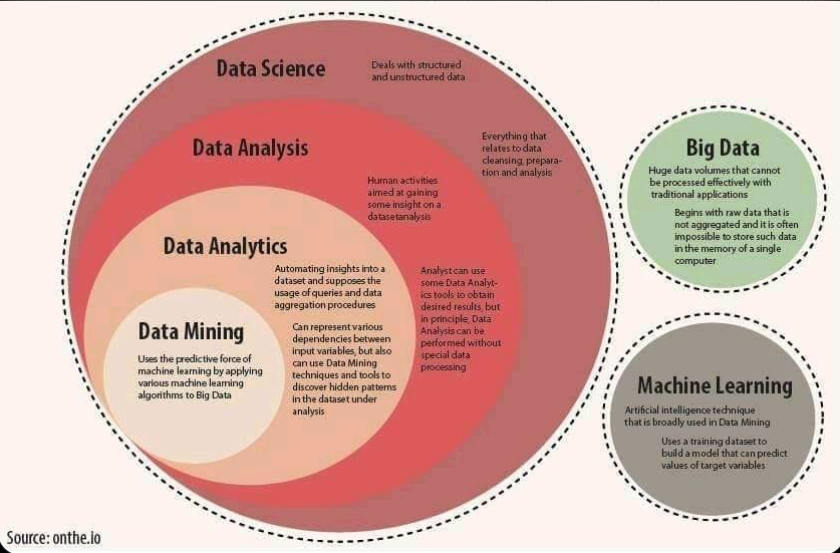 Data Science
Deals with structured
and unstructured data
Everything that
relates to data
cleansing, prepara-
tion and analysis
Data Analysis
Human activities
aimed at gaining
some insight on a
datasetanalysis
Analyst can use
some Data Analyt-
ics tools to obtain
desired results, but
in principle, Data
Analysis can be
performed without
special data
processing
Data Analytics
Automating insights into a
dataset and supposes the
usage of queries and data
aggregation procedures
Can represent various
dependencies between
input variables, but also
can use Data Mining
techniques and tools to
discover hidden patterns
in the dataset under
analysis
Data Mining
Uses the predictive force of
machine learning by applying
various machine learning
algorithms to Big Data
Big Data
Huge data volumes that cannot
be processed effectively with
traditional applications
Begins with raw data that is
not aggregated and it is often
impossible to store such data
in the memory of a single
computer
Machine Learning
Artificial intelligence technique
that is broadly used in Data Mining
Uses a training dataset to
build a model that can predict
values of target variables
Source: onthe.io